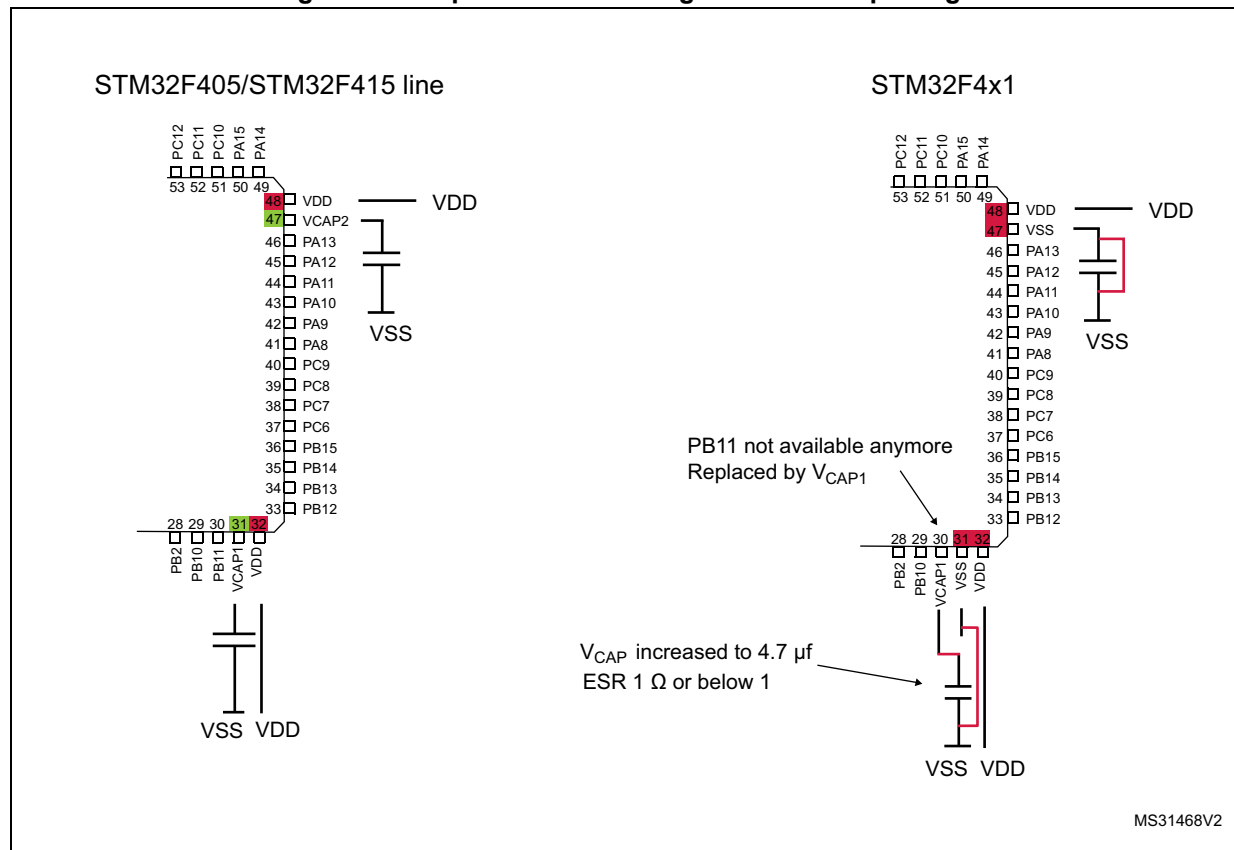 STM32F405/STM32F415 line
PC12
PC11
PC10
PA15
PA14
53 52 51 50 49
48 VDD
VDD
47 VCAP2
46 PA13
45 PA12
44 PA11
43 PA10
42 PA9
41 PA8
40 PC9
39 PC8
38 PC7
37 PC6
36 PB15
35 PB14
34 PB13
33 PB12
VSS
28 29 30 31 32
PB2
PB10
PB11
VCAP1
VDD
VSS VDD
STM32F4x1
PC12
PC11
PC10
PA15
PA14
53 52 51 50 49
48 VDD
VDD
47 VSS
46 PA13
45 PA12
44 PA11
43 PA10
42 PA9
41 PA8
40 PC9
39 PC8
38 PC7
37 PC6
36 PB15
35 PB14
34 PB13
33 PB12
VSS
PB11 not available anymore
Replaced by VCAP1
28 29 30 31 32
PB2
PB10
VCAP1
VSS
VDD
VCAP increased to 4.7 µf
ESR 1 Ω or below 1
VSS VDD
MS31468V2